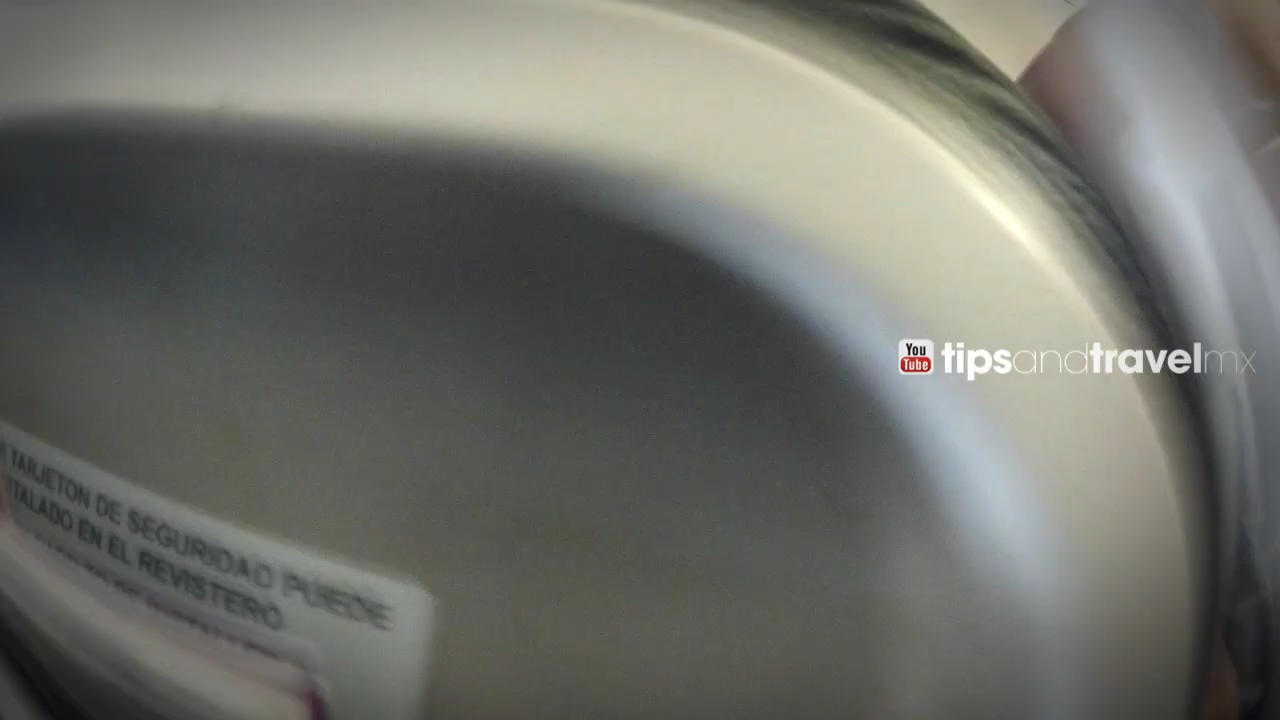 TARJETON DE SEGURIDAD PUEDE
TALADO EN EL REVISTERO
You
Tube
tipsandtravelmx